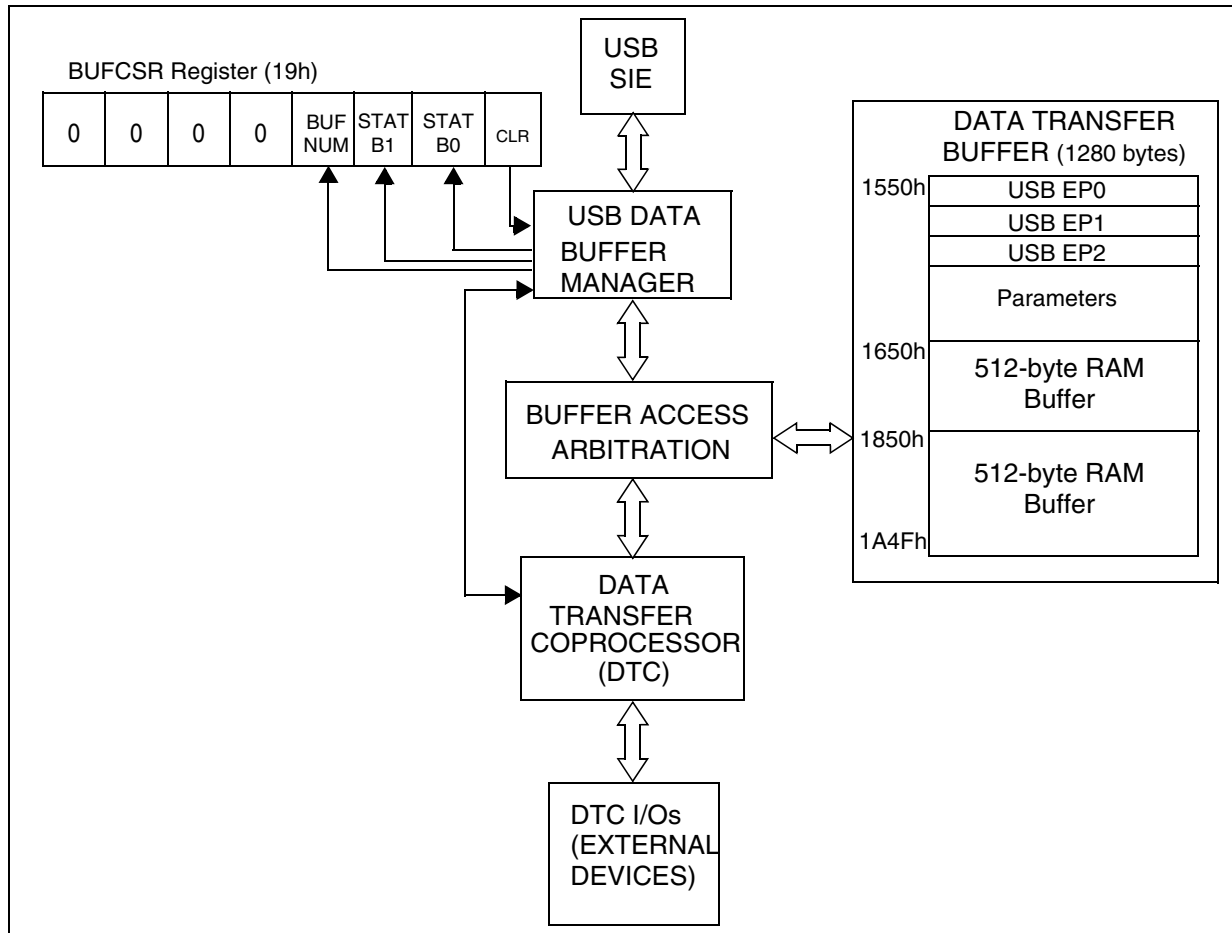 USB
SIE
BUFCSR Register (19h)
0 0 0 0 BUF NUM STAT B1 STAT B0 CLR
USB DATA
BUFFER
MANAGER
BUFFER ACCESS
ARBITRATION
DATA
TRANSFER
COPROCESSOR
(DTC)
DTC I/Os
(EXTERNAL
DEVICES)
DATA TRANSFER
BUFFER (1280 bytes)
1550h
USB EP0
USB EP1
USB EP2
Parameters
1650h
512-byte RAM
Buffer
1850h
512-byte RAM
Buffer
1A4Fh